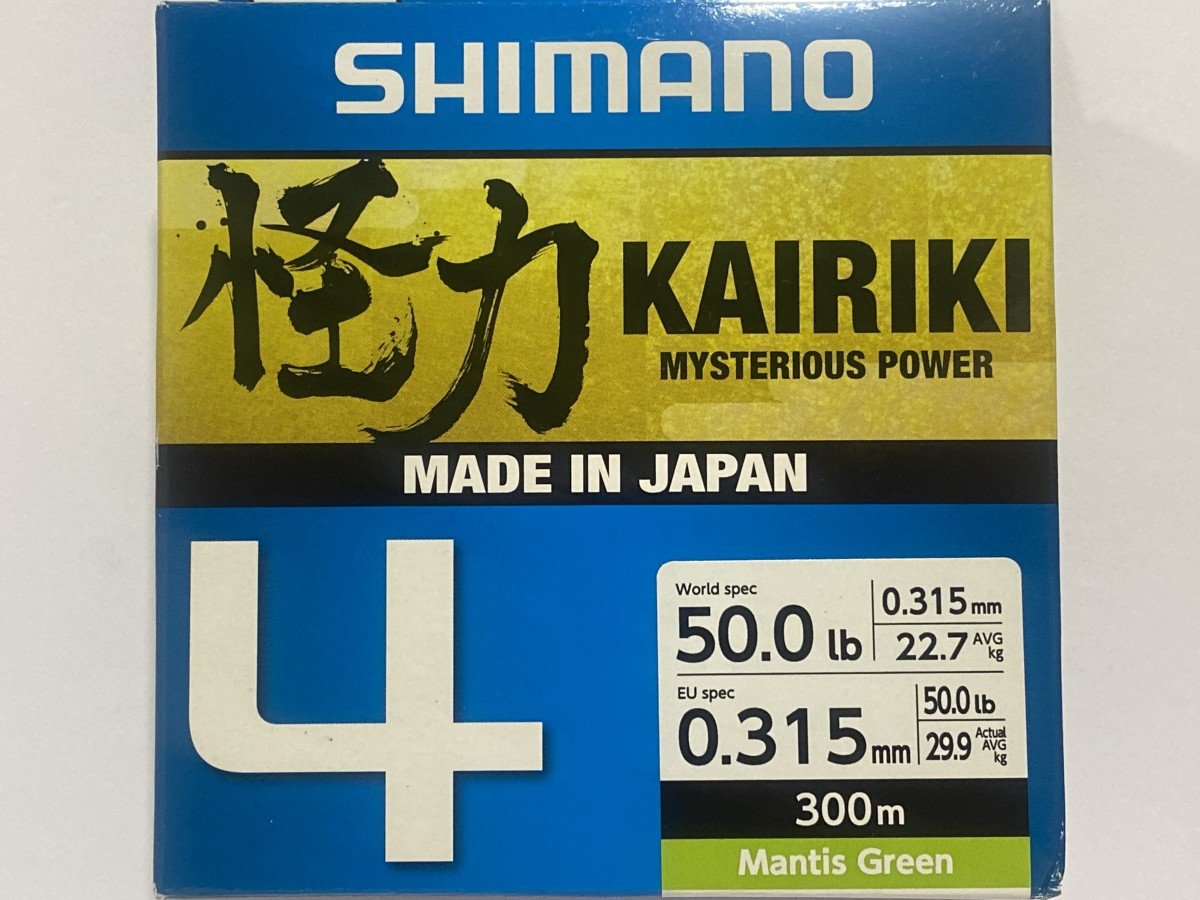 SHIMANO
怪力
KAIRIKI
MYSTERIOUS POWER
MADE IN JAPAN
4
World spec
50.0 lb
0.315 mm
22.7 AVG kg
EU spec
0.315 mm
50.0 lb
29.9 Actual AVG kg
300m
Mantis Green